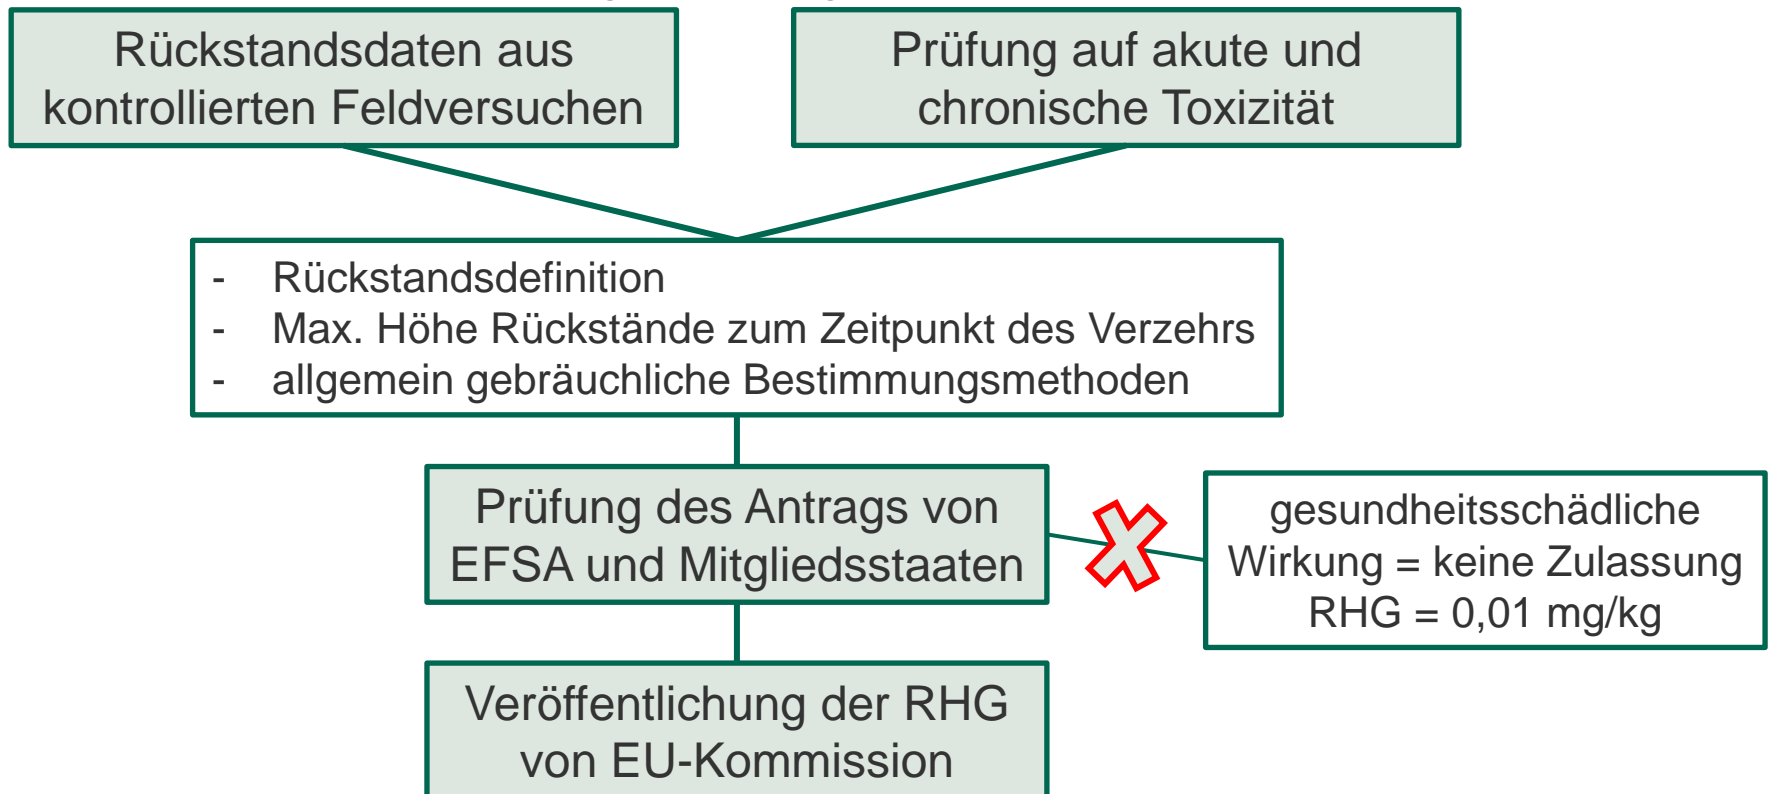 Rückstandsdaten aus
kontrollierten Feldversuchen
Prüfung auf akute und
chronische Toxizität
- Rückstandsdefinition
- Max. Höhe Rückstände zum Zeitpunkt des Verzehrs
- allgemein gebräuchliche Bestimmungsmethoden
Prüfung des Antrags von
EFSA und Mitgliedsstaaten
gesundheitsschädliche
Wirkung = keine Zulassung
RHG = 0,01 mg/kg
Veröffentlichung der RHG
von EU-Kommission